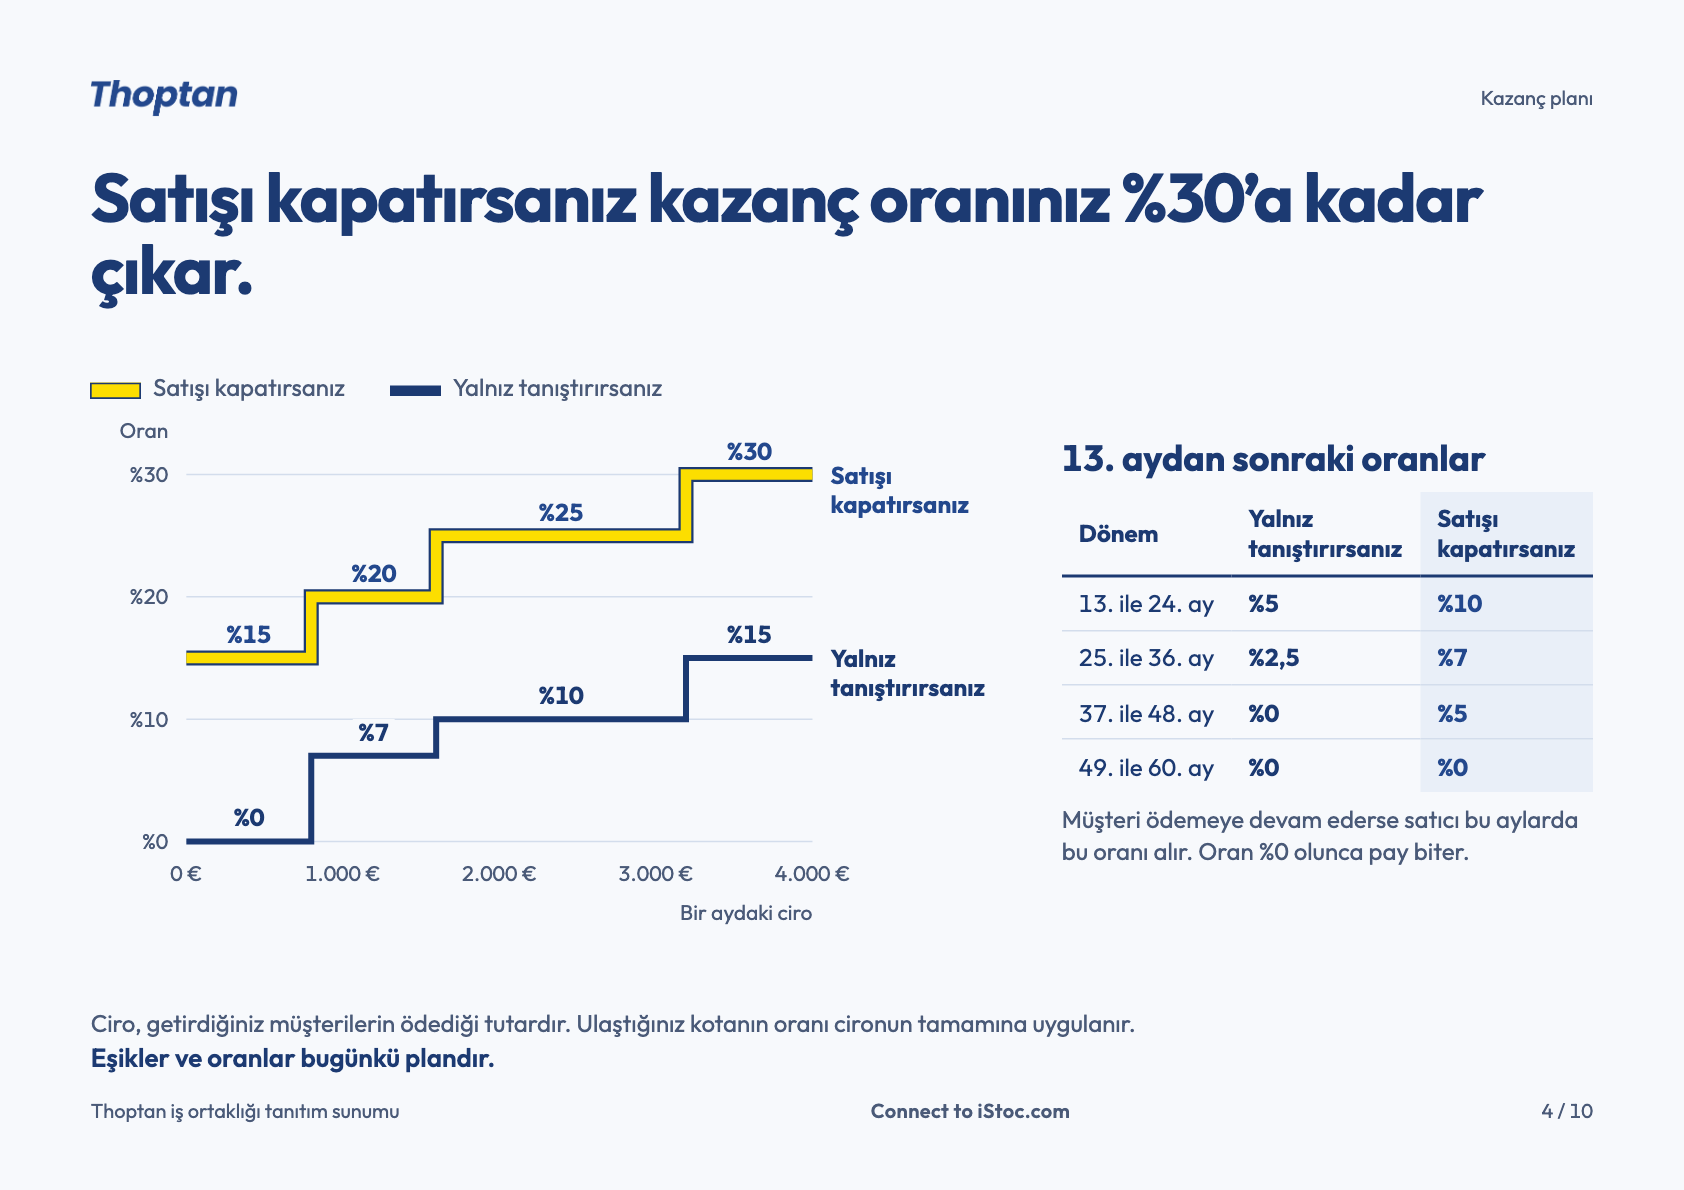 Thoptan
Kazanç planı
Satışı kapatırsanız kazanç oranınız %30’a kadar
çıkar.
Satışı kapatırsanız
Yalnız tanıştırırsanız
Oran
%30
%20
%10
%0
%15
%20
%25
%30
Satışı
kapatırsanız
%0
%7
%10
%15
Yalnız
tanıştırırsanız
0 €
1.000 €
2.000 €
3.000 €
4.000 €
Bir aydaki ciro
13. aydan sonraki oranlar
Dönem
Yalnız
tanıştırırsanız
Satışı
kapatırsanız
13. ile 24. ay %5 %10
25. ile 36. ay %2,5 %7
37. ile 48. ay %0 %5
49. ile 60. ay %0 %0
Müşteri ödemeye devam ederse satıcı bu aylarda
bu oranı alır. Oran %0 olunca pay biter.
Ciro, getirdiğiniz müşterilerin ödediği tutardır. Ulaştığınız kotanın oranı cironun tamamına uygulanır.
Eşikler ve oranlar bugünkü plandır.
Thoptan iş ortaklığı tanıtım sunumu
Connect to iStoc.com
4 / 10